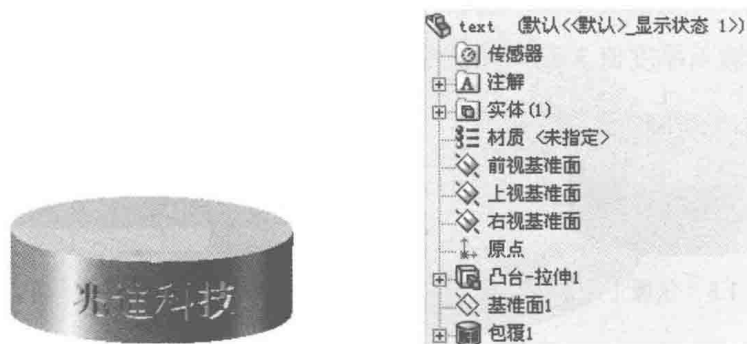 text (默认<<默认>_显示状态 1>)
传感器
A 注解
实体(1)
材质 <未指定>
前视基准面
上视基准面
右视基准面
原点
凸台-拉伸1
基准面1
包覆1
兆迪科技